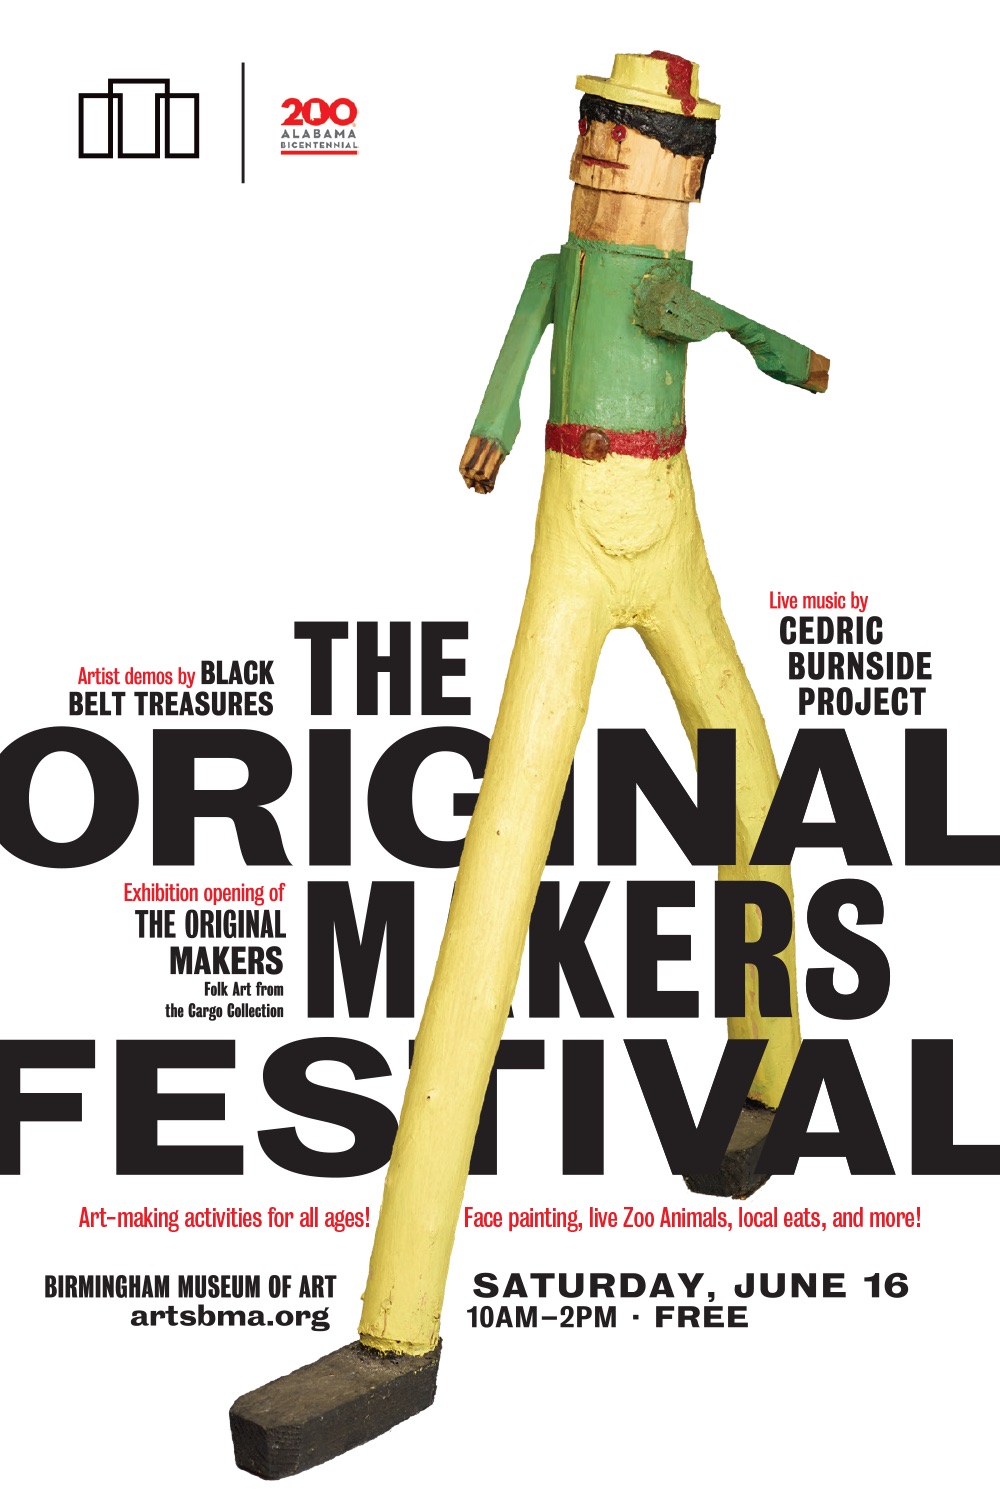 200
ALABAMA
BICENTENNIAL
Live music by
CEDRIC
BURNSIDE
PROJECT
Artist demos by BLACK
BELT TREASURES
THE
ORIGINAL
Exhibition opening of
THE ORIGINAL
MAKERS
Folk Art from
the Cargo Collection
MAKERS
FESTIVAL
Art-making activities for all ages!
Face painting, live Zoo Animals, local eats, and more!
BIRMINGHAM MUSEUM OF ART
artsbma.org
SATURDAY, JUNE 16
10AM–2PM · FREE